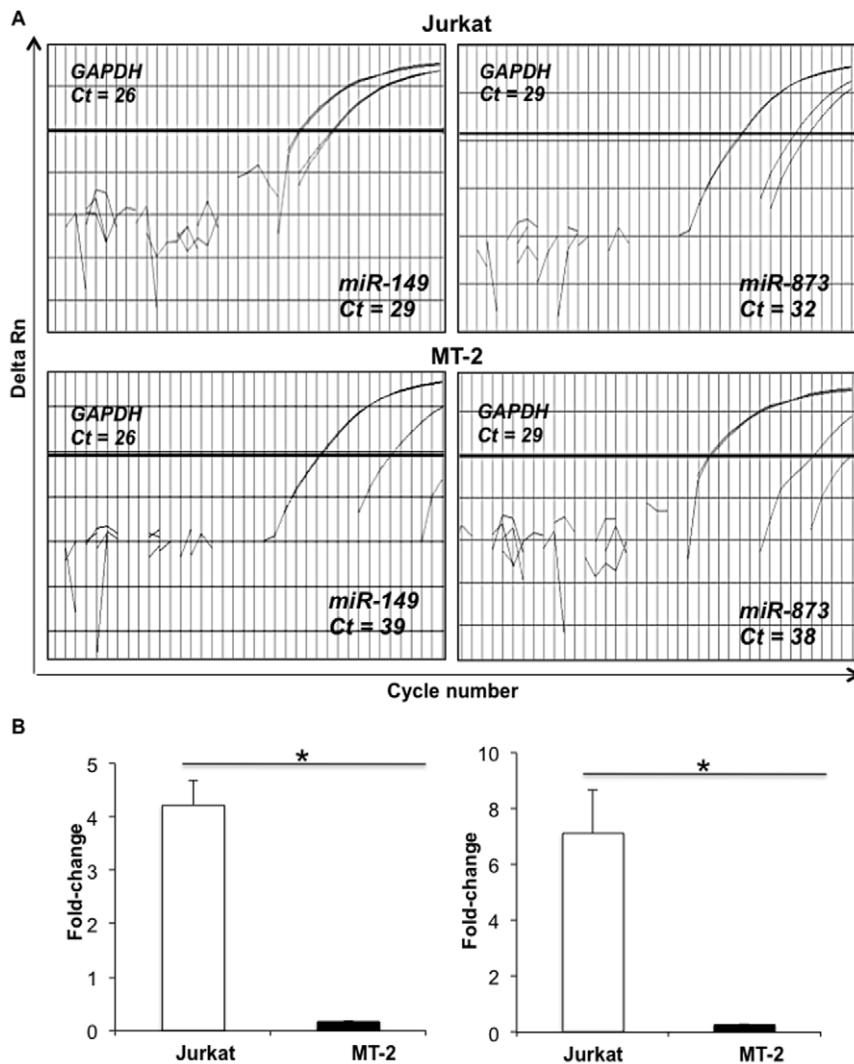 A
Jurkat
GAPDH
Ct = 26
miR-149
Ct = 29
GAPDH
Ct = 29
miR-873
Ct = 32
MT-2
GAPDH
Ct = 26
miR-149
Ct = 39
GAPDH
Ct = 29
miR-873
Ct = 38
Delta Rn
Cycle number
B
*
Fold-change
5
4
3
2
1
0
Jurkat MT-2
*
Fold-change
10
8
6
4
2
0
Jurkat MT-2